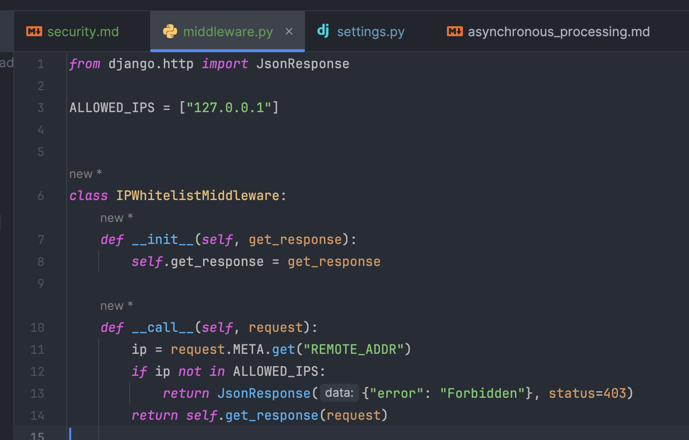 security.md middleware.py settings.py asynchronous_processing.md
1 from django.http import JsonResponse
2
3 ALLOWED_IPS = ["127.0.0.1"]
4
5
new *
6 class IPWhitelistMiddleware:
new *
7 def __init__(self, get_response):
8 self.get_response = get_response
9
new *
10 def __call__(self, request):
11 ip = request.META.get("REMOTE_ADDR")
12 if ip not in ALLOWED_IPS:
13 return JsonResponse( data: {"error": "Forbidden"}, status=403)
14 return self.get_response(request)
15